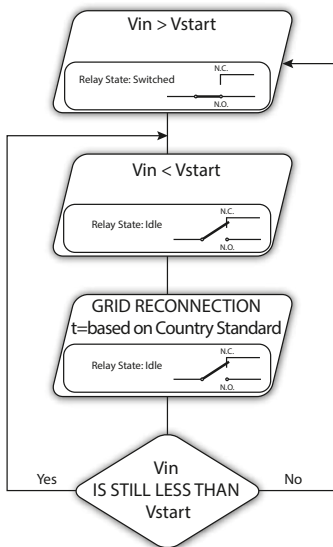 Vin > Vstart
N.C.
Relay State: Switched
N.O.
Vin < Vstart
N.C.
Relay State: Idle
N.O.
GRID RECONNECTION
t=based on Country Standard
N.C.
Relay State: Idle
N.O.
Yes
No
Vin
IS STILL LESS THAN
Vstart